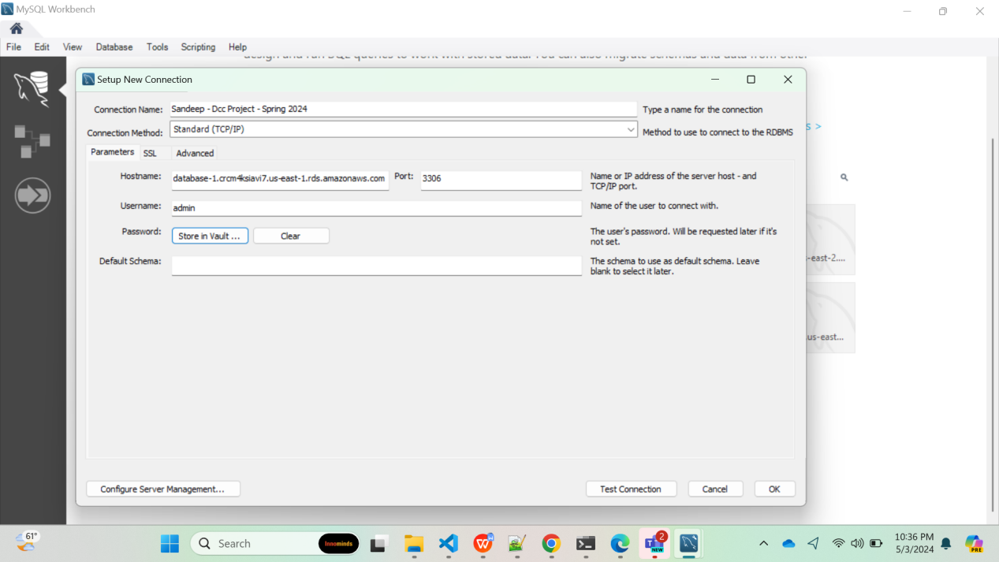 MySQL Workbench
File Edit View Database Tools Scripting Help
design and run SQL queries to work with stored data. You can also migrate schemas and data from other
Setup New Connection
Connection Name: Sandeep - Dcc Project - Spring 2024 Type a name for the connection
Connection Method: Standard (TCP/IP) Method to use to connect to the RDBMS
s >
Parameters SSL Advanced
Hostname: database-1.crcm4ksiavi7.us-east-1.rds.amazonaws.com Port: 3306 Name or IP address of the server host - and
TCP/IP port.
Username: admin Name of the user to connect with.
Password: Store in Vault ... Clear The user's password. Will be requested later if it's
not set.
Default Schema: The schema to use as default schema. Leave
blank to select it later.
-east-2....
us-east...
Configure Server Management... Test Connection Cancel OK
61°
Search
Innominds
2
NEW
10:36 PM
5/3/2024
PRE